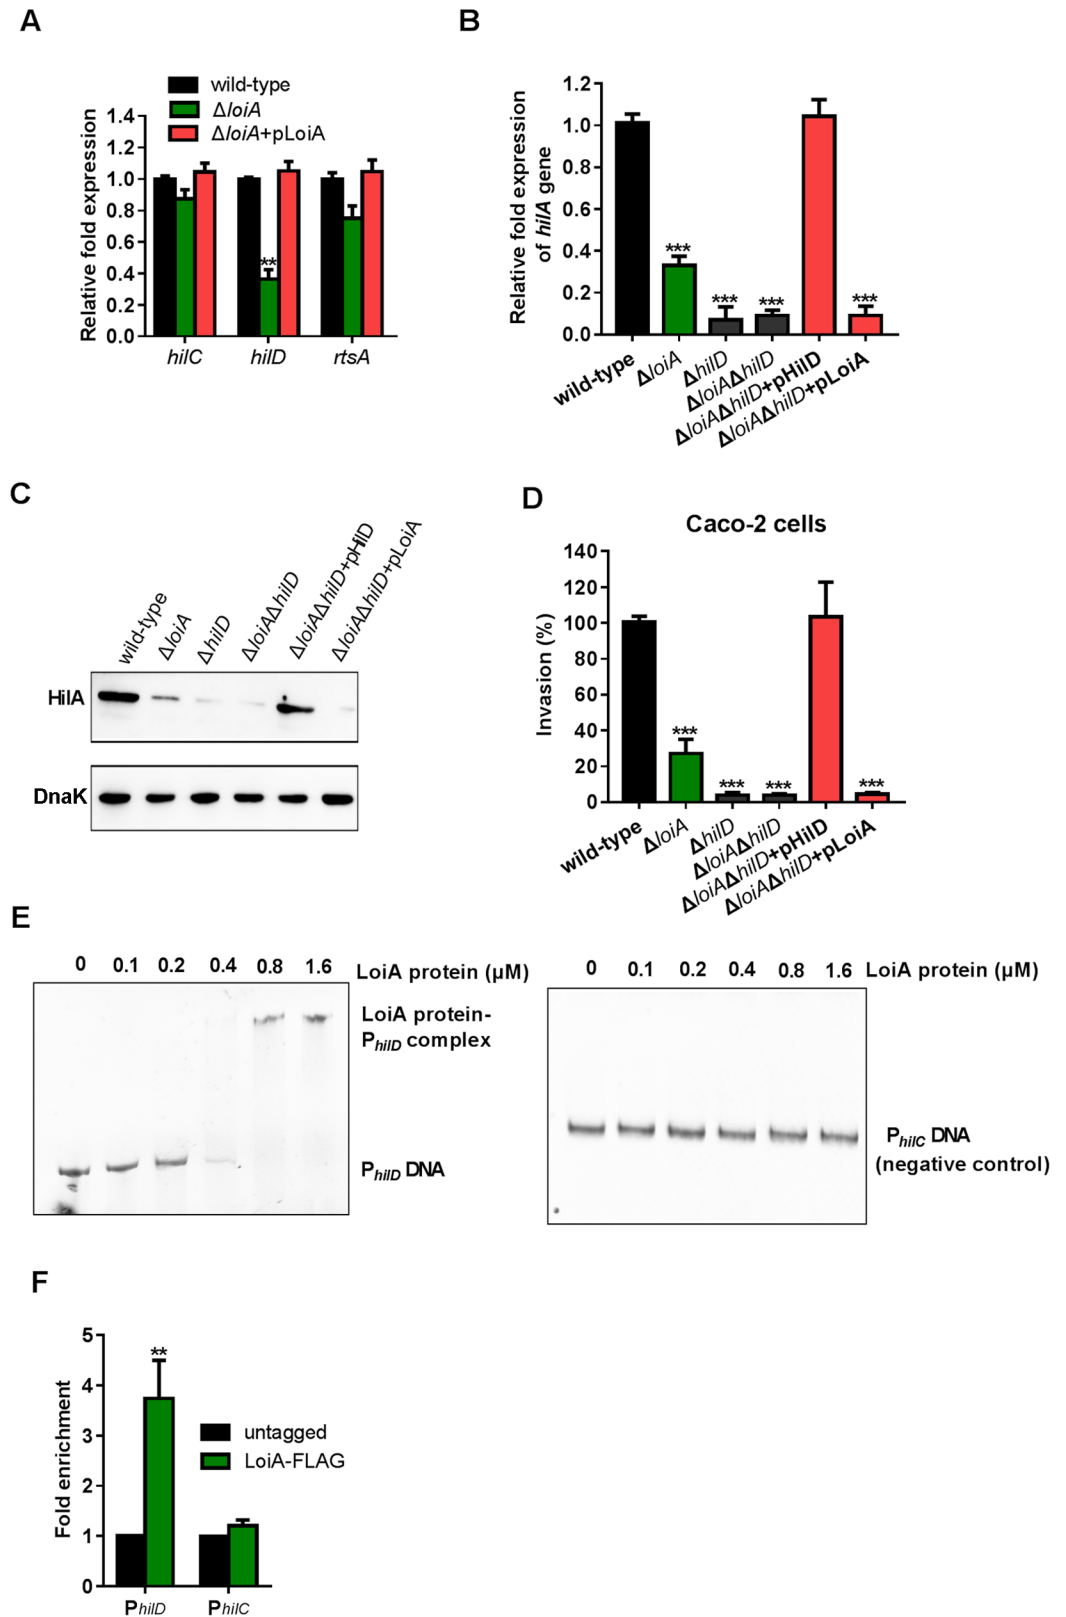 A
wild-type
ΔloiA
ΔloiA+pLoiA
Relative fold expression
1.4
1.2
1.0
0.8
0.6
0.4
0.2
0.0
**
hilC
hilD
rtsA
B
Relative fold expression
of hilA gene
1.2
1.0
0.8
0.6
0.4
0.2
0.0
***
***
***
***
wild-type
ΔloiA
ΔhilD
ΔloiAΔhilD
ΔloiAΔhilD+pHilD
ΔloiAΔhilD+pLoiA
C
wild-type
ΔloiA
ΔhilD
ΔloiAΔhilD
ΔloiAΔhilD+pHilD
ΔloiAΔhilD+pLoiA
HilA
DnaK
D
Caco-2 cells
Invasion (%)
140
120
100
80
60
40
20
0
***
***
***
***
wild-type
ΔloiA
ΔhilD
ΔloiAΔhilD
ΔloiAΔhilD+pHilD
ΔloiAΔhilD+pLoiA
E
0 0.1 0.2 0.4 0.8 1.6 LoiA protein (μM)
LoiA protein-
PhilD complex
PhilD DNA
0 0.1 0.2 0.4 0.8 1.6 LoiA protein (μM)
PhilC DNA
(negative control)
F
Fold enrichment
5
4
3
2
1
0
**
untagged
LoiA-FLAG
PhilD
PhilC